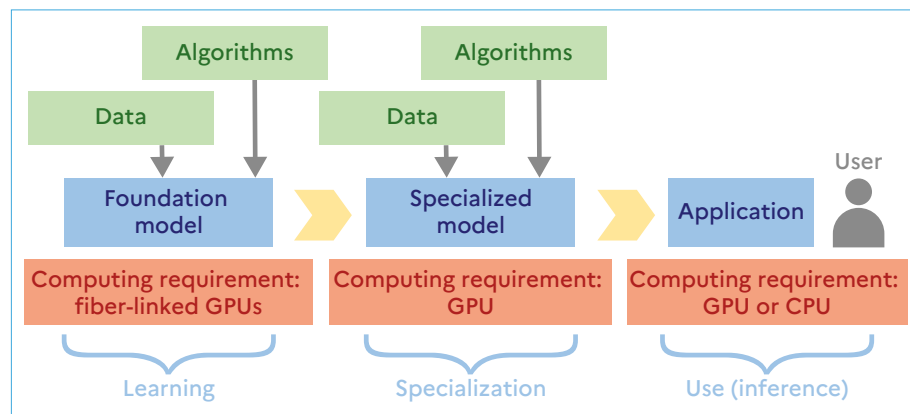 Algorithms
Algorithms
Data
Data
User
Foundation
model
Specialized
model
Application
Computing requirement:
fiber-linked GPUs
Computing requirement:
GPU
Computing requirement:
GPU or CPU
Learning
Specialization
Use (inference)